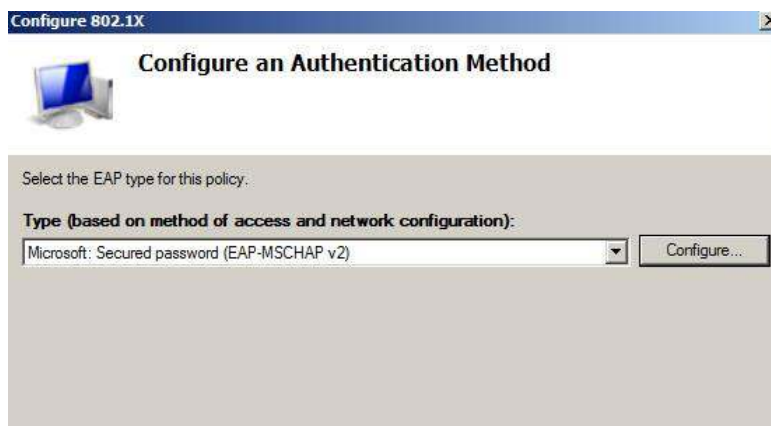 Configure 802.1X
Configure an Authentication Method
Select the EAP type for this policy.
Type (based on method of access and network configuration):
Microsoft: Secured password (EAP-MSCHAP v2)
Configure...